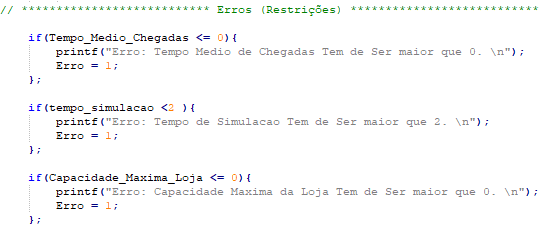 // *************************** Erros (Restrições) ***************************
if(Tempo_Medio_Chegadas <= 0){
printf("Erro: Tempo Medio de Chegadas Tem de Ser maior que 0. \n");
Erro = 1;
};
if(tempo_simulacao <2 ){
printf("Erro: Tempo de Simulacao Tem de Ser maior que 2. \n");
Erro = 1;
};
if(Capacidade_Maxima_Loja <= 0){
printf("Erro: Capacidade Maxima da Loja Tem de Ser maior que 0. \n");
Erro = 1;
};